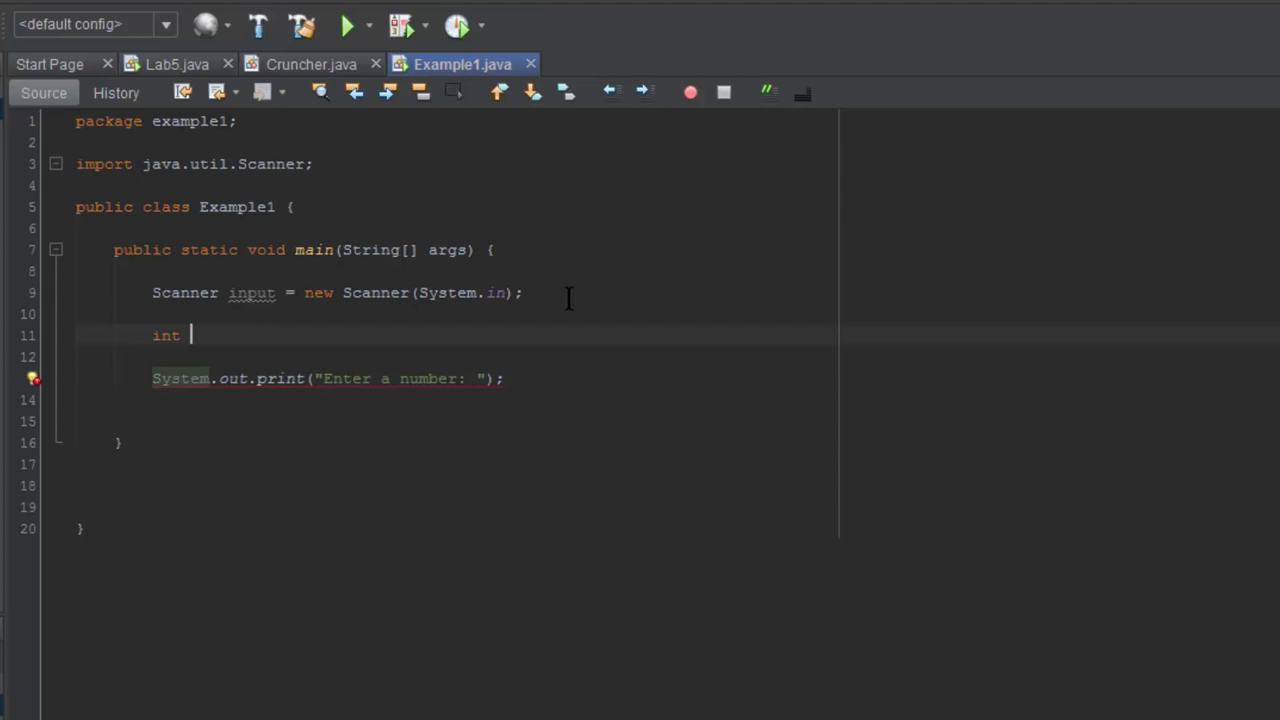 <default config>
Start Page Lab5.java Cruncher.java Example1.java
Source History
1 package example1;
2
3 import java.util.Scanner;
4
5 public class Example1 {
6
7 public static void main(String[] args) {
8
9 Scanner input = new Scanner(System.in);
10
11 int
12
System.out.print("Enter a number: ");
14
15
16 }
17
18
19
20 }